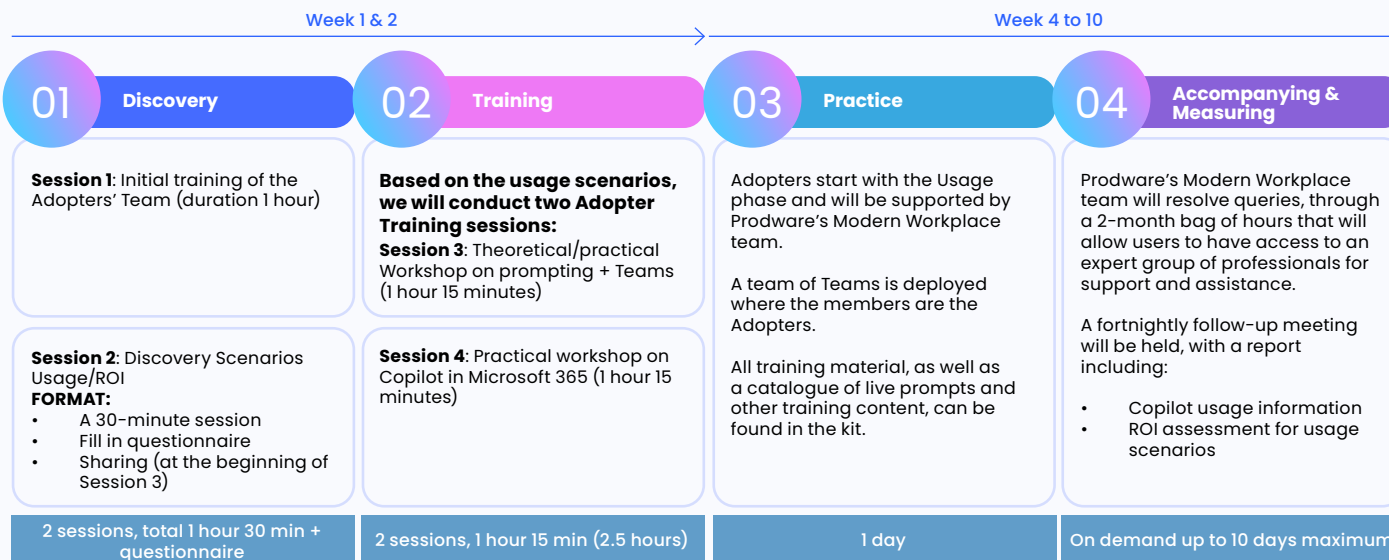 Week 1 & 2
Week 4 to 10
01
Discovery
02
Training
03
Practice
04
Accompanying &
Measuring
Session 1: Initial training of the
Adopters’ Team (duration 1 hour)
Session 2: Discovery Scenarios
Usage/ROI
FORMAT:
• A 30-minute session
• Fill in questionnaire
• Sharing (at the beginning of
Session 3)
2 sessions, total 1 hour 30 min +
questionnaire
Based on the usage scenarios,
we will conduct two Adopter
Training sessions:
Session 3: Theoretical/practical
Workshop on prompting + Teams
(1 hour 15 minutes)
Session 4: Practical workshop on
Copilot in Microsoft 365 (1 hour 15
minutes)
2 sessions, 1 hour 15 min (2.5 hours)
Adopters start with the Usage
phase and will be supported by
Prodware’s Modern Workplace
team.
A team of Teams is deployed
where the members are the
Adopters.
All training material, as well as
a catalogue of live prompts and
other training content, can be
found in the kit.
1 day
Prodware’s Modern Workplace
team will resolve queries, through
a 2-month bag of hours that will
allow users to have access to an
expert group of professionals for
support and assistance.
A fortnightly follow-up meeting
will be held, with a report
including:
• Copilot usage information
• ROI assessment for usage
scenarios
On demand up to 10 days maximum